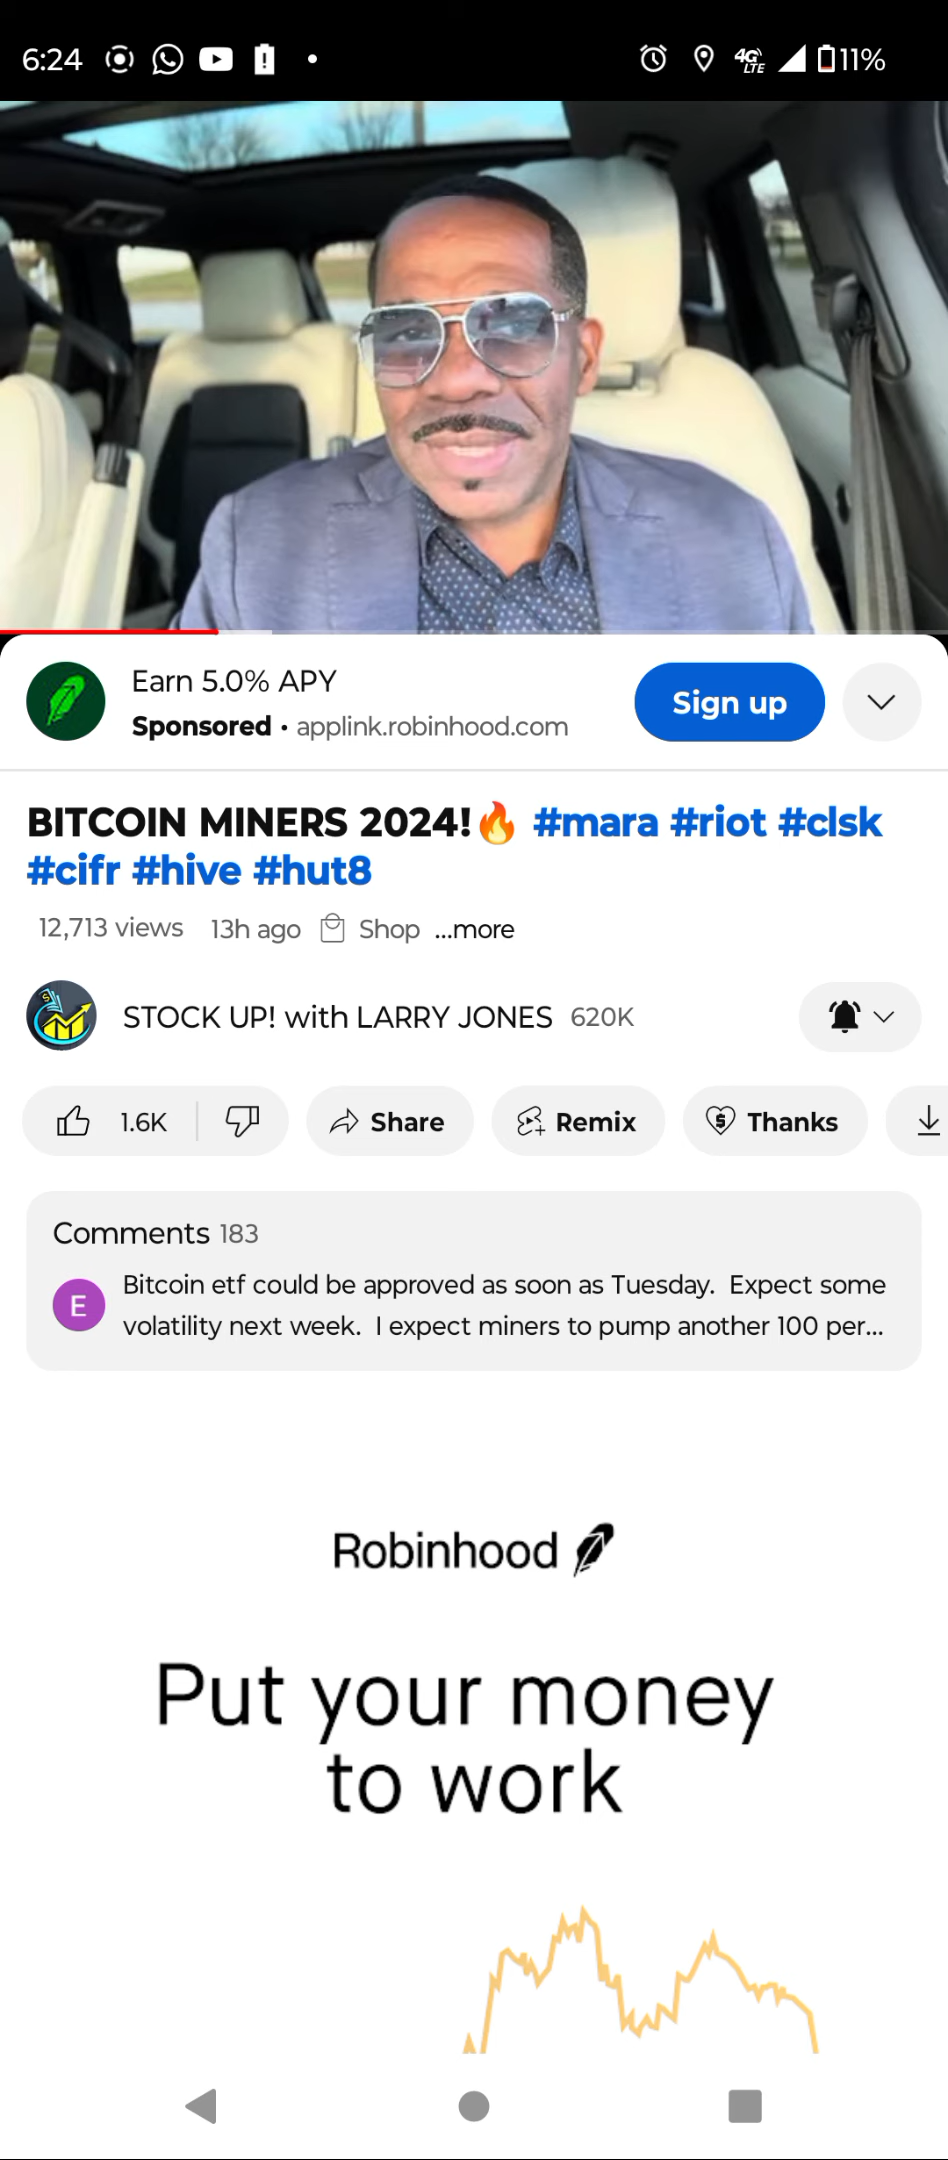 6:24 4G LTE 11%
Earn 5.0% APY
Sponsored • applink.robinhood.com
Sign up
BITCOIN MINERS 2024!🔥 #mara #riot #clsk
#cifr #hive #hut8
12,713 views 13h ago Shop ...more
STOCK UP! with LARRY JONES 620K
1.6K Share Remix Thanks
Comments 183
E
Bitcoin etf could be approved as soon as Tuesday. Expect some
volatility next week. I expect miners to pump another 100 per...
Robinhood
Put your money
to work